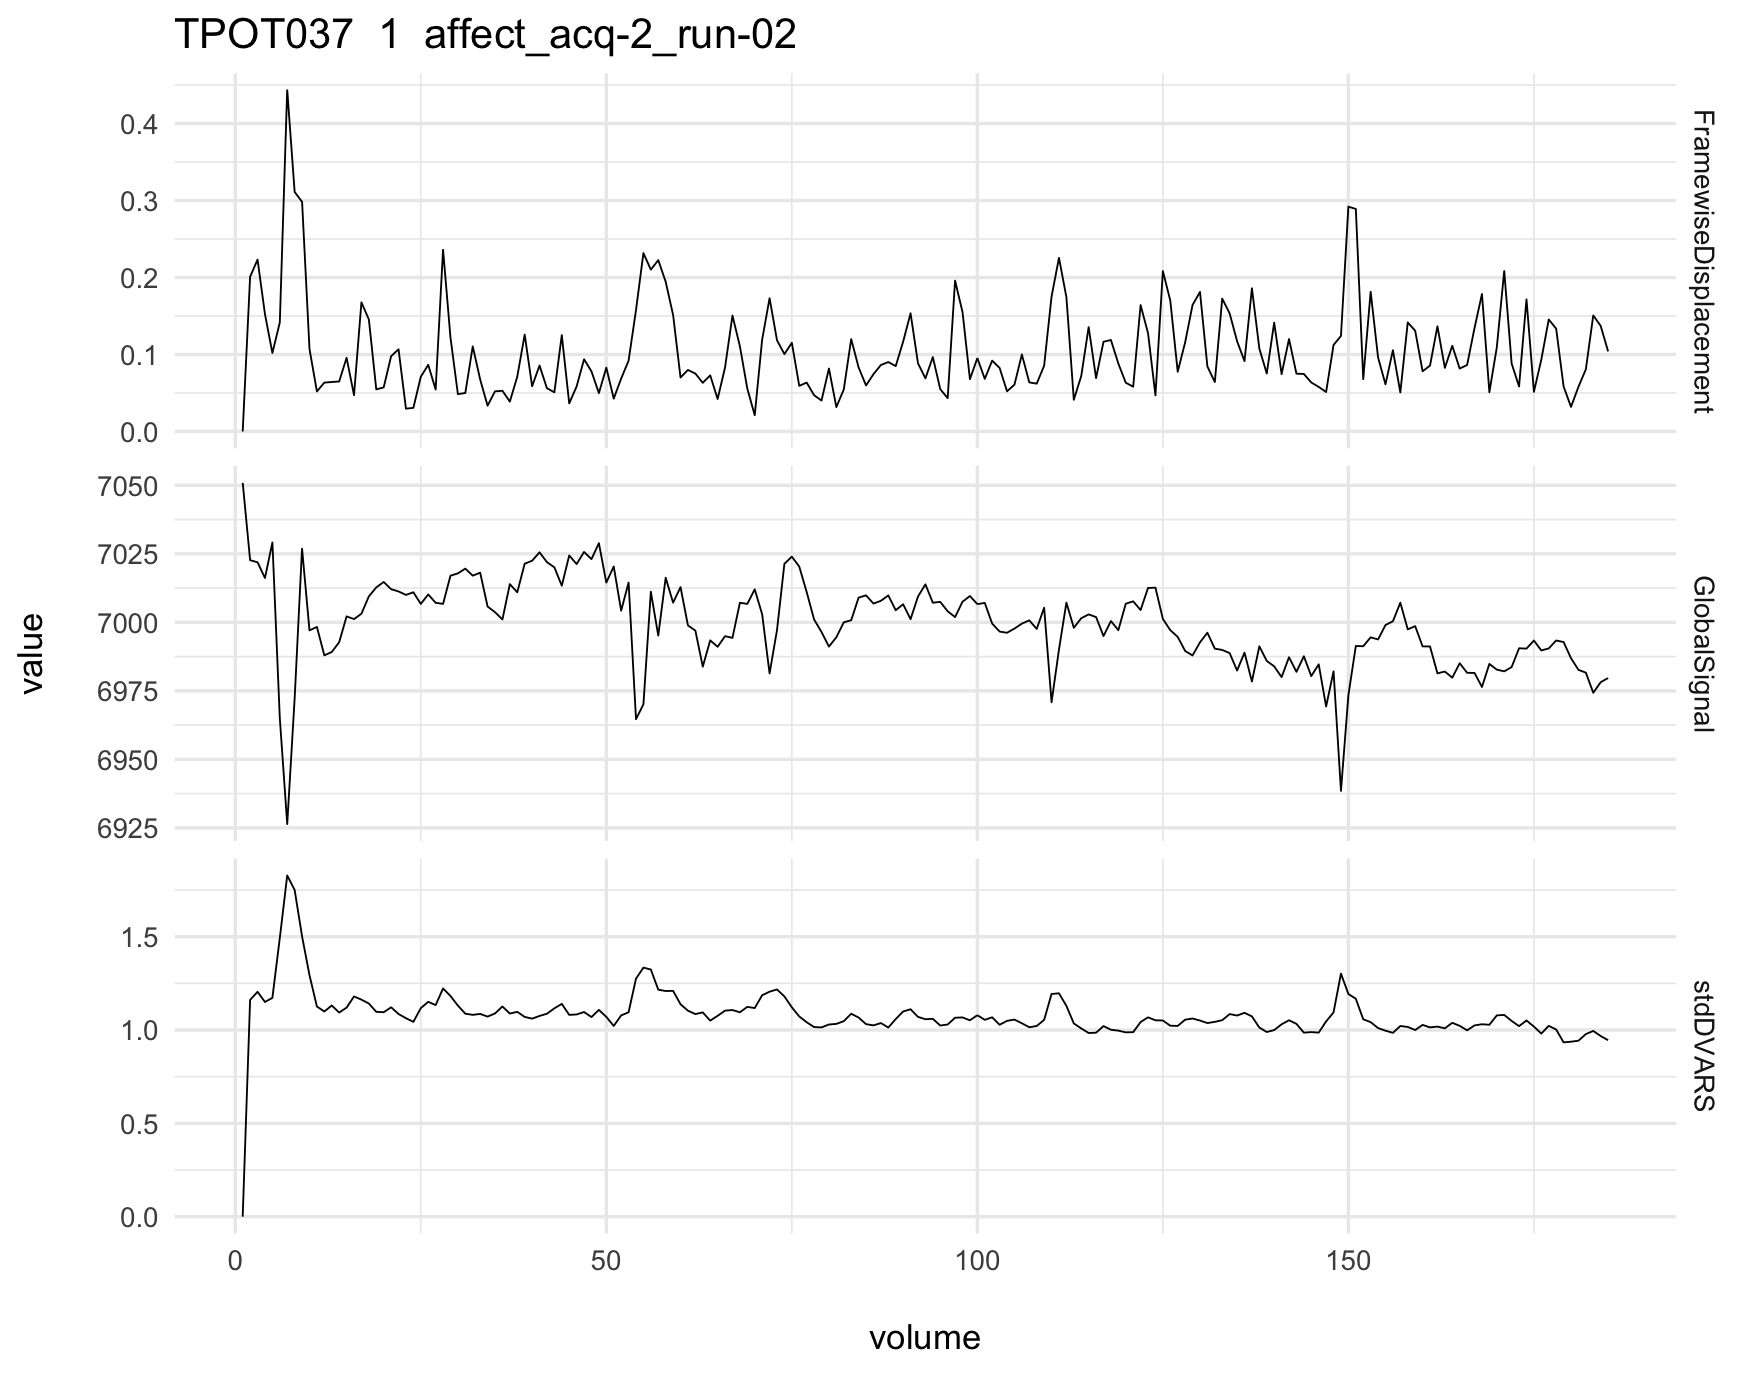 TPOT037 1 affect_acq-2_run-02
0.4
0.3
0.2
0.1
0.0
FramewiseDisplacement
7050
7025
7000
6975
6950
6925
GlobalSignal
value
1.5
1.0
0.5
0.0
stdDVARS
0 50 100 150
volume